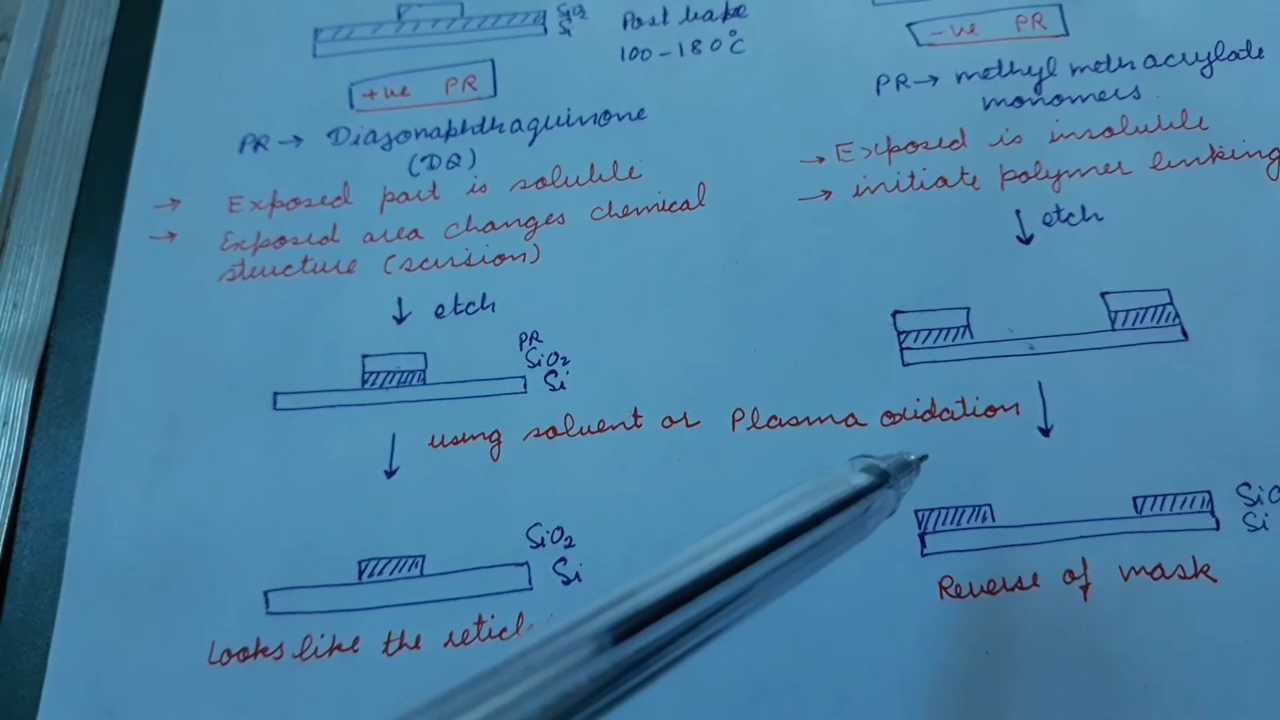 SiO2
Si
Post bake
100-180°C
+ve PR
PR → Diazonaphthaquinone
(DQ)
→ Exposed part is soluble
→ Exposed area changes chemical
structure (scission)
↓ etch
PR
SiO2
Si
using solvent or Plasma oxidation
SiO2
Si
Looks like the reticl
-ve PR
PR → methyl methacrylate
monomers.
→ Exposed is insoluble
→ initiate polymer linking
↓ etch
SiO
Si
Reverse of mask